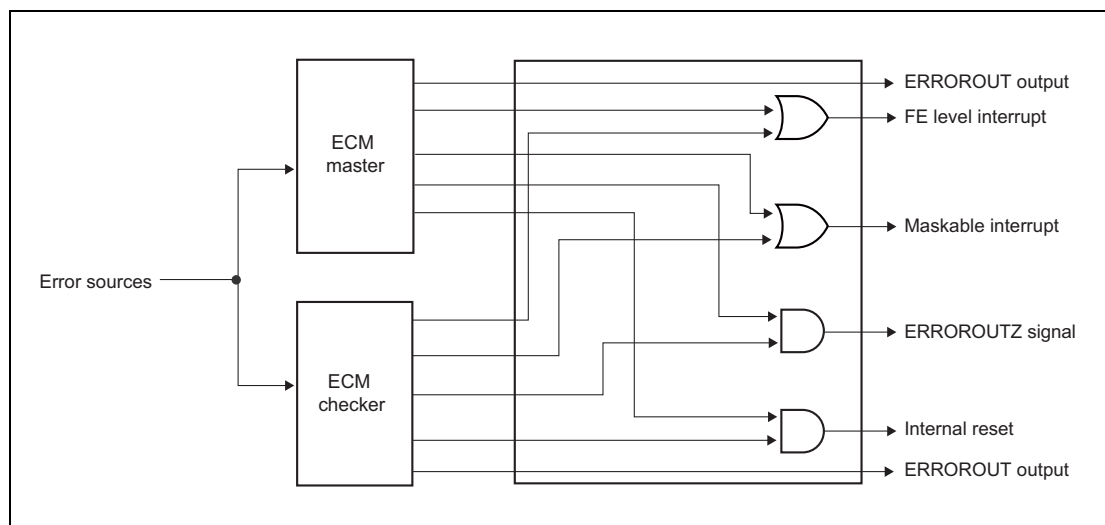 ERROROUT output
FE level interrupt
ECM
master
Maskable interrupt
Error sources
ERROROUTZ signal
ECM
checker
Internal reset
ERROROUT output